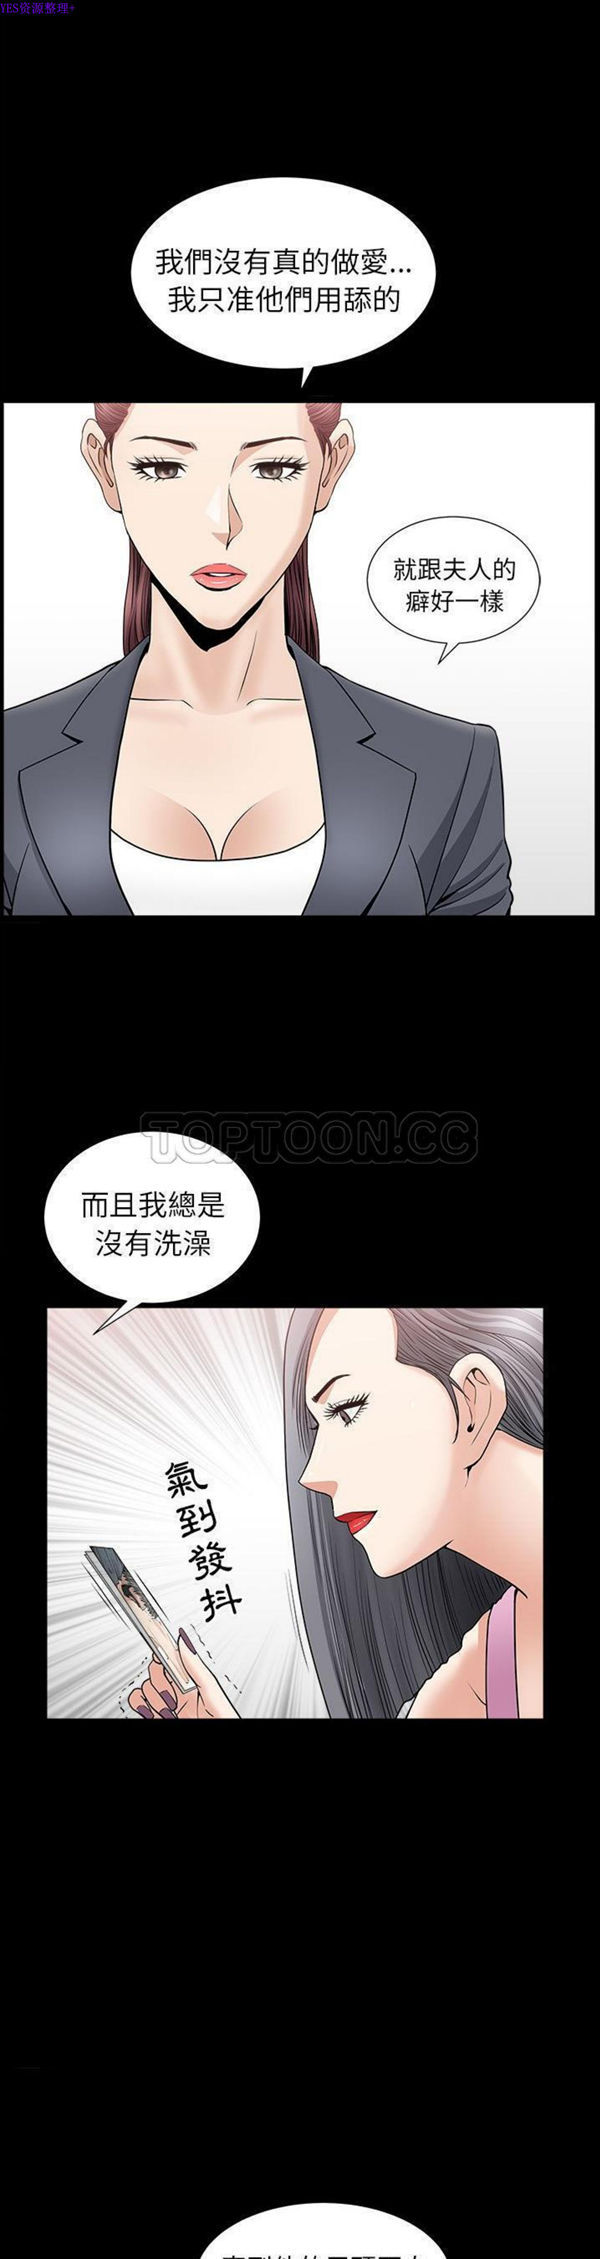 YES资源整理+
我們沒有真的做愛...
我只准他們用舔的
就跟夫人的
癖好一樣
TOPTOON.CC
而且我總是
沒有洗澡
氣到發抖